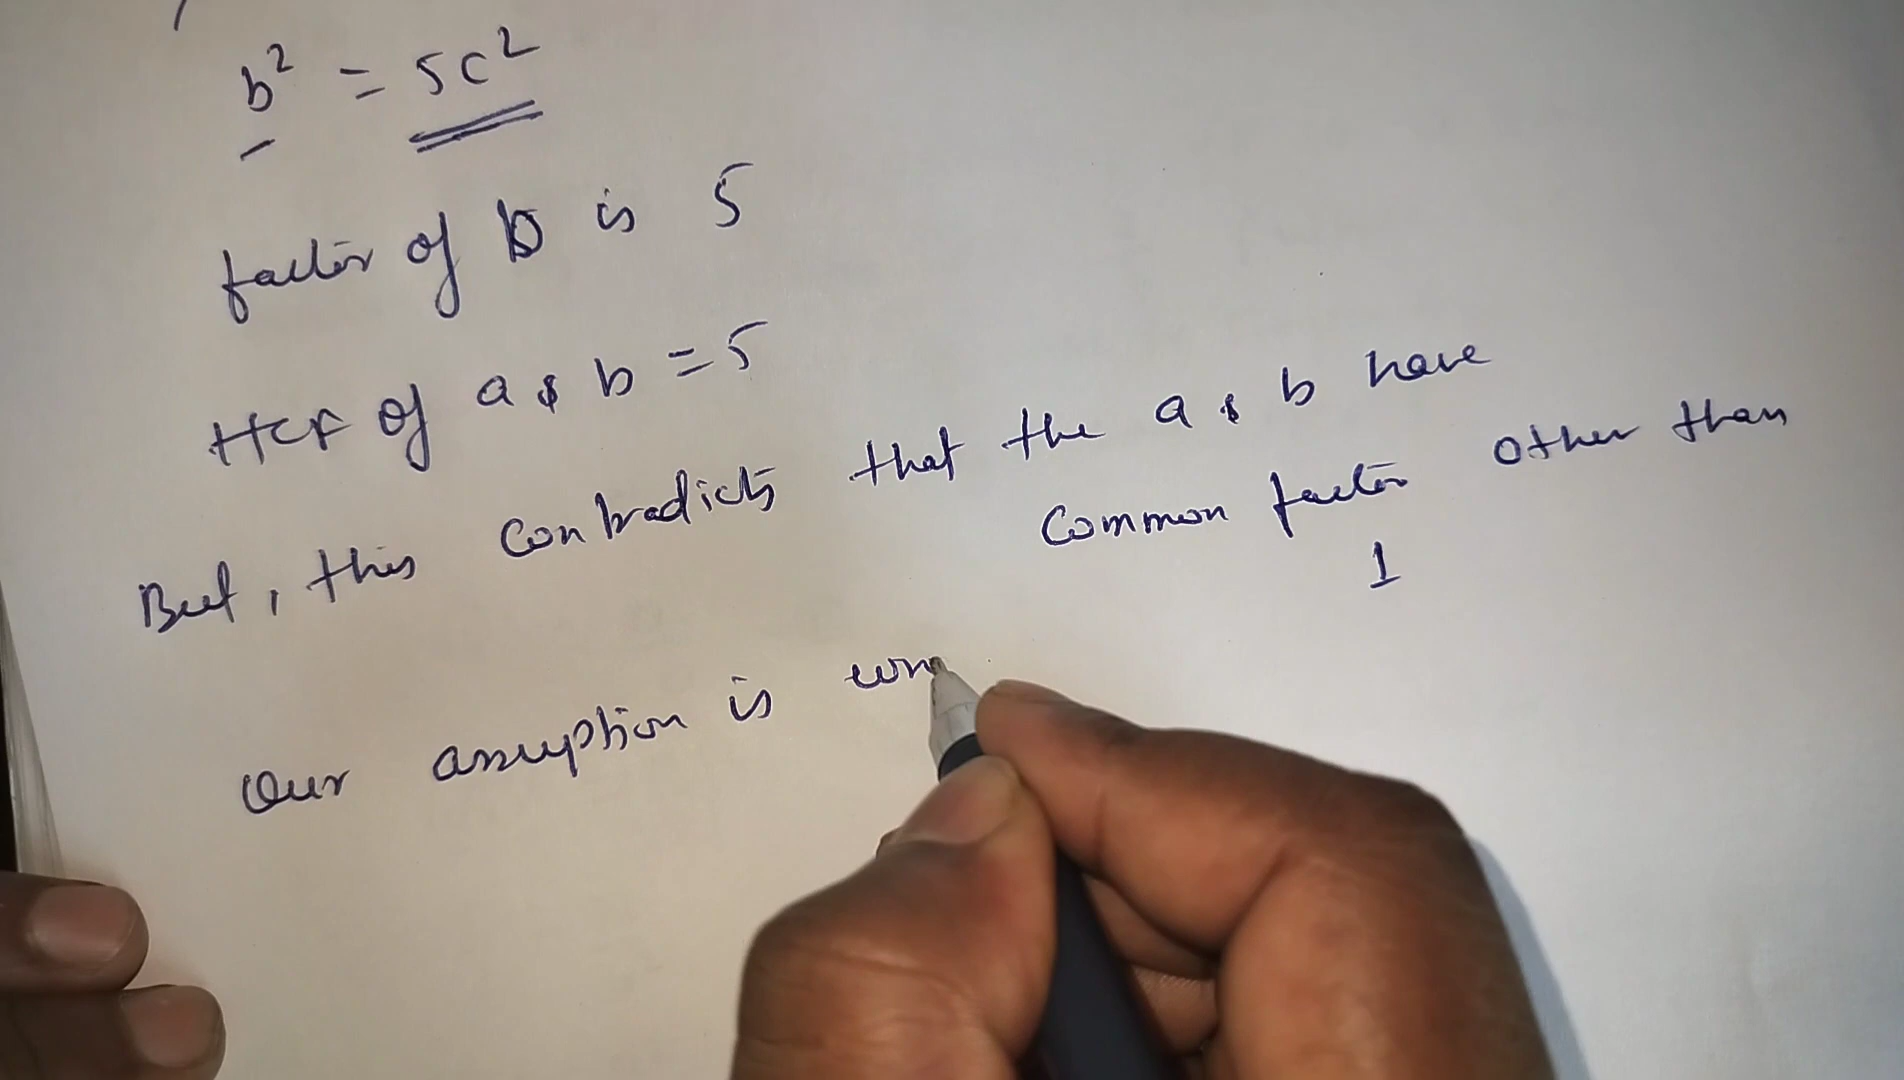 b² = 5c²
factor of b is 5
HCF of a & b = 5
But, this contradicts that the a & b have
common factor other than
1
Our assuption is